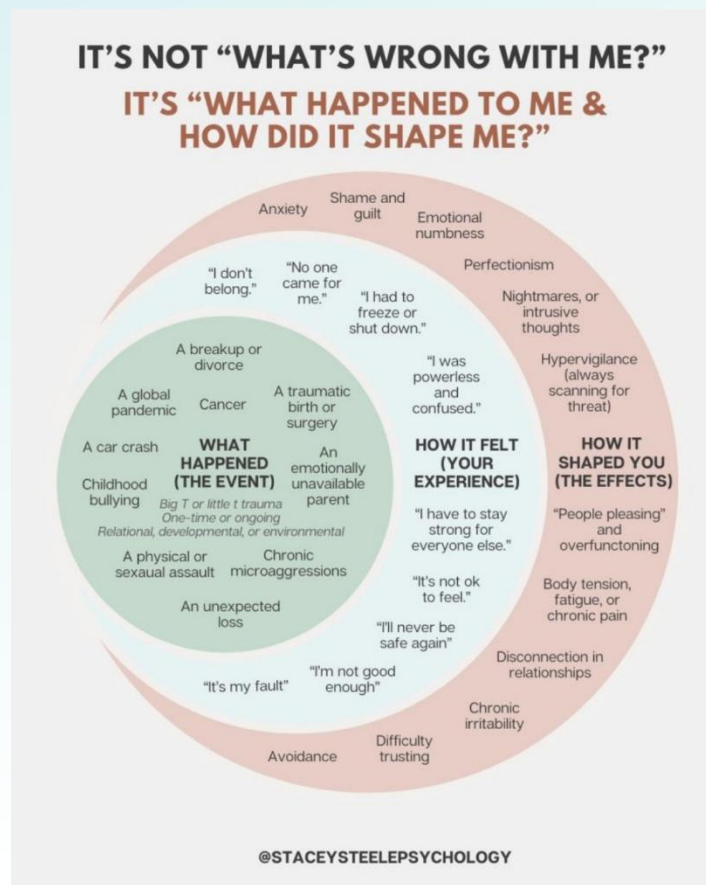 IT'S NOT “WHAT'S WRONG WITH ME?”
IT'S “WHAT HAPPENED TO ME &
HOW DID IT SHAPE ME?”
Anxiety
Shame and
guilt
Emotional
numbness
Perfectionism
Nightmares, or
intrusive
thoughts
Hypervigilance
(always
scanning for
threat)
HOW IT
SHAPED YOU
(THE EFFECTS)
“People pleasing”
and
overfunctoning
Body tension,
fatigue, or
chronic pain
Disconnection in
relationships
Chronic
irritability
Difficulty
trusting
Avoidance
“I don't
belong.”
“No one
came for
me.”
“I had to
freeze or
shut down.”
“I was
powerless
and
confused.”
HOW IT FELT
(YOUR
EXPERIENCE)
“I have to stay
strong for
everyone else.”
“It's not ok
to feel.”
“I'll never be
safe again”
“I'm not good
enough”
“It's my fault”
A breakup or
divorce
A global
pandemic
Cancer
A traumatic
birth or
surgery
A car crash
WHAT
HAPPENED
(THE EVENT)
An
emotionally
unavailable
parent
Childhood
bullying
Big T or little t trauma
One-time or ongoing
Relational, developmental, or environmental
A physical or
sexaual assault
Chronic
microaggressions
An unexpected
loss
@STACEYSTEELEPSYCHOLOGY